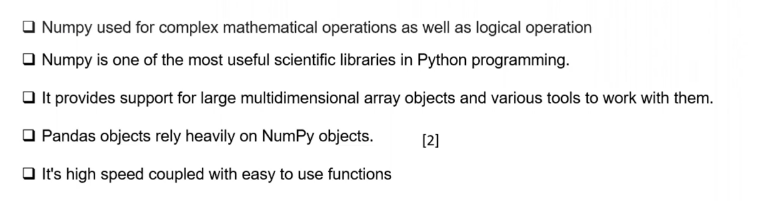 ❑ Numpy used for complex mathematical operations as well as logical operation
❑ Numpy is one of the most useful scientific libraries in Python programming.
❑ It provides support for large multidimensional array objects and various tools to work with them.
❑ Pandas objects rely heavily on NumPy objects. [2]
❑ It's high speed coupled with easy to use functions